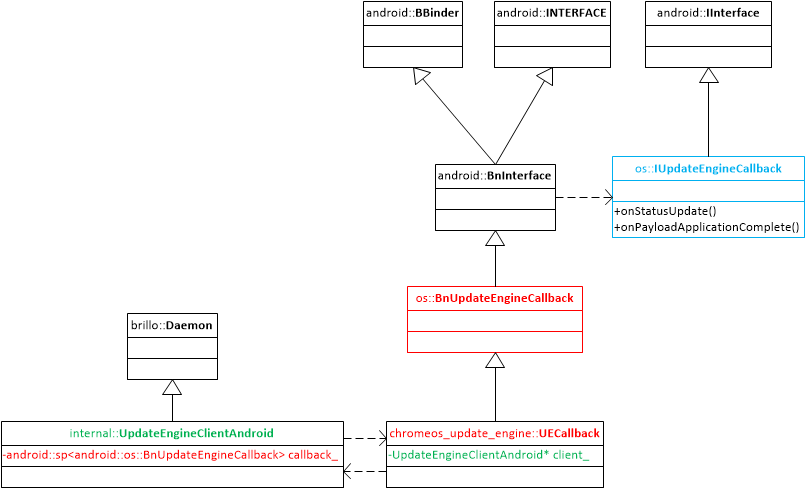 android::BBinder
android::INTERFACE
android::IInterface
android::BnInterface
os::IUpdateEngineCallback
+onStatusUpdate()
+onPayloadApplicationComplete()
os::BnUpdateEngineCallback
brillo::Daemon
internal::UpdateEngineClientAndroid
-android::sp<android::os::BnUpdateEngineCallback> callback_
chromeos_update_engine::UECallback
-UpdateEngineClientAndroid* client_